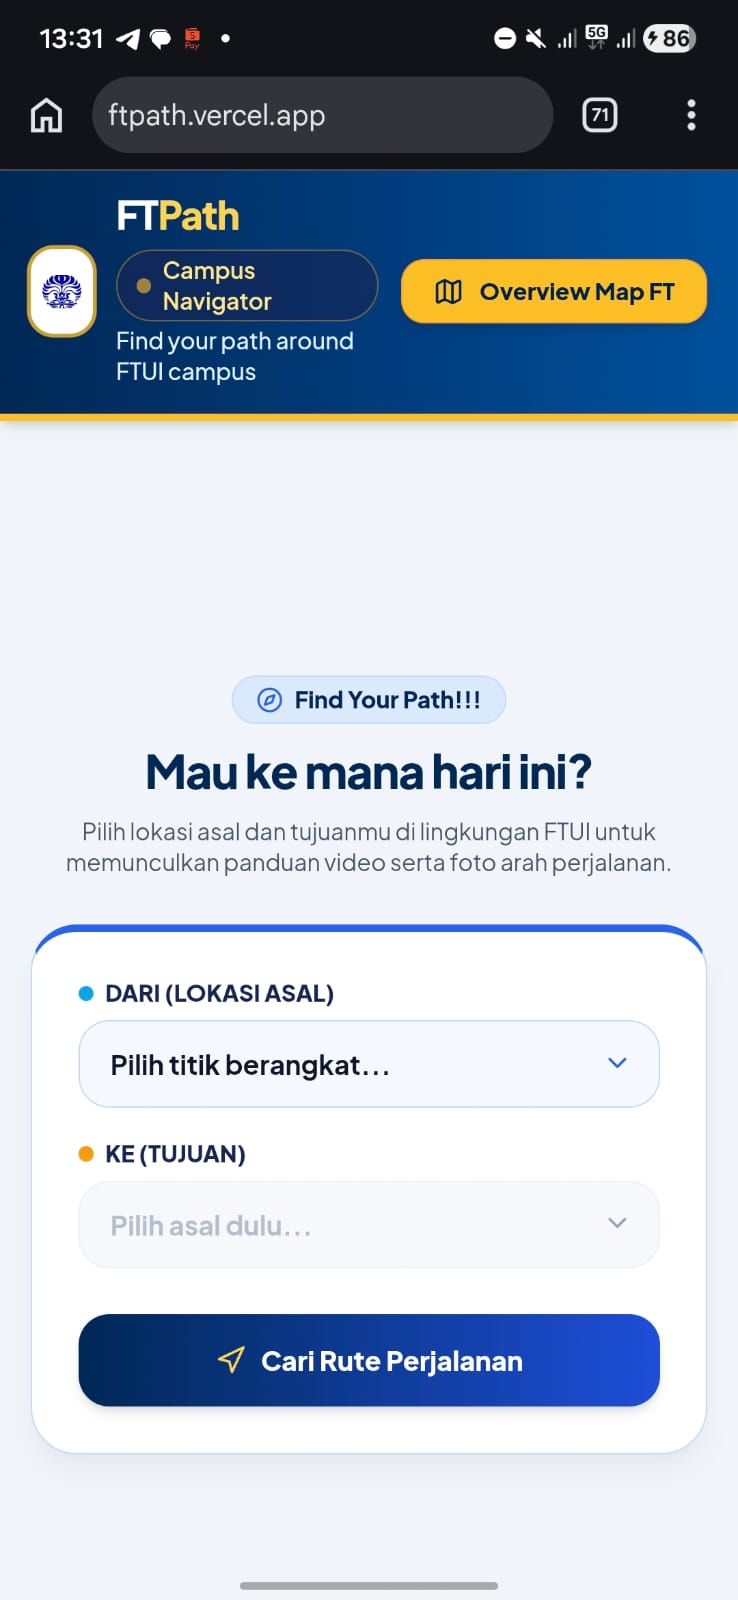 13:31
5G
86
Pay
ftpath.vercel.app
71
FTPath
Campus
Navigator
Find your path around
FTUI campus
Overview Map FT
Find Your Path!!!
Mau ke mana hari ini?
Pilih lokasi asal dan tujuanmu di lingkungan FTUI untuk
memunculkan panduan video serta foto arah perjalanan.
DARI (LOKASI ASAL)
Pilih titik berangkat...
KE (TUJUAN)
Pilih asal dulu...
Cari Rute Perjalanan